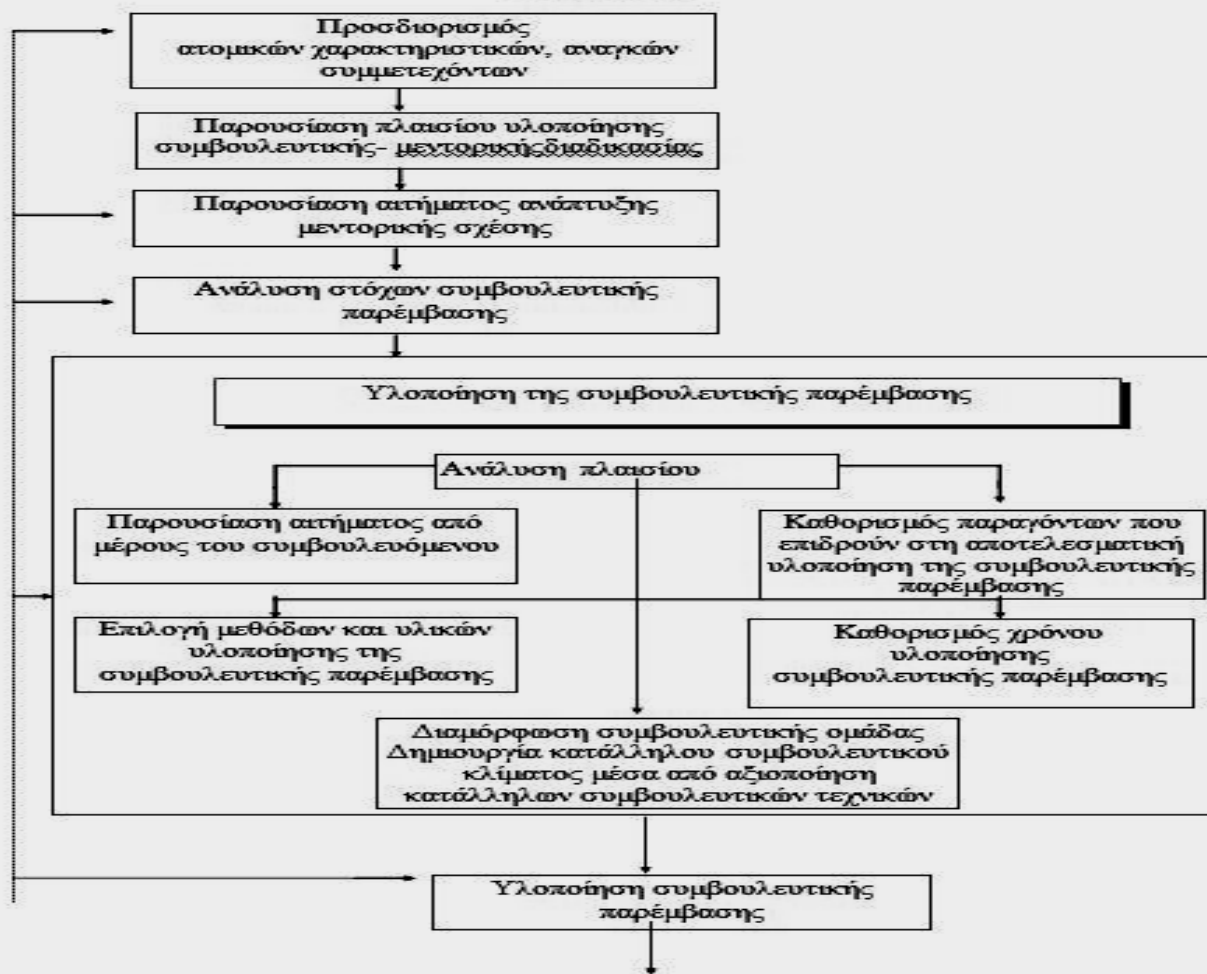 Προσδιορισμός
ατομικών χαρακτηριστικών, αναγκών
συμμετεχόντων
Παρουσίαση πλαισίου υλοποίησης
συμβουλευτικής- μεντορικήςδιαδικασίας
Παρουσίαση αιτήματος ανάπτυξης
μεντορικής σχέσης
Ανάλυση στόχων συμβουλευτικής
παρέμβασης
Υλοποίηση της συμβουλευτικής παρέμβασης
Ανάλυση πλαισίου
Παρουσίαση αιτήματος από
μέρους του συμβουλευόμενου
Καθορισμός παραγόντων που
επιδρούν στη αποτελεσματική
υλοποίηση της συμβουλευτικής
παρέμβασης
Επιλογή μεθόδων και υλικών
υλοποίησης της
συμβουλευτικής παρέμβασης
Καθορισμός χρόνου
υλοποίησης
συμβουλευτικής παρέμβασης
Διαμόρφωση συμβουλευτικής ομάδας
Δημιουργία κατάλληλου συμβουλευτικού
κλίματος μέσα από αξιοποίηση
κατάλληλων συμβουλευτικών τεχνικών
Υλοποίηση συμβουλευτικής
παρέμβασης